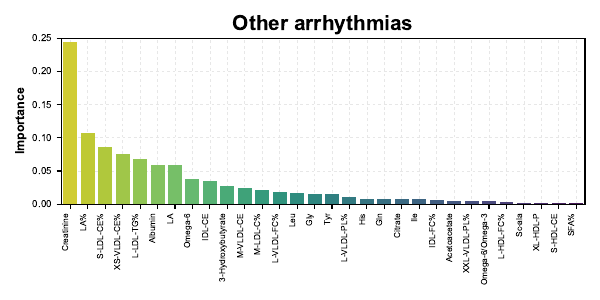 Other arrhythmias
Importance
0.25
0.20
0.15
0.10
0.05
0.00
Creatinine
LA%
S-LDL-CE%
XS-VLDL-CE%
L-LDL-TG%
Albumin
LA
Omega-6
IDL-CE
3-Hydroxybutyrate
M-VLDL-CE
M-LDL-C%
L-VLDL-FC%
Leu
Gly
Tyr
L-VLDL-PL%
His
Gln
Citrate
Ile
IDL-FC%
Acetoacetate
XXL-VLDL-PL%
Omega-6/Omega-3
L-HDL-FC%
XL-HDL-P
S-HDL-CE
SFA%